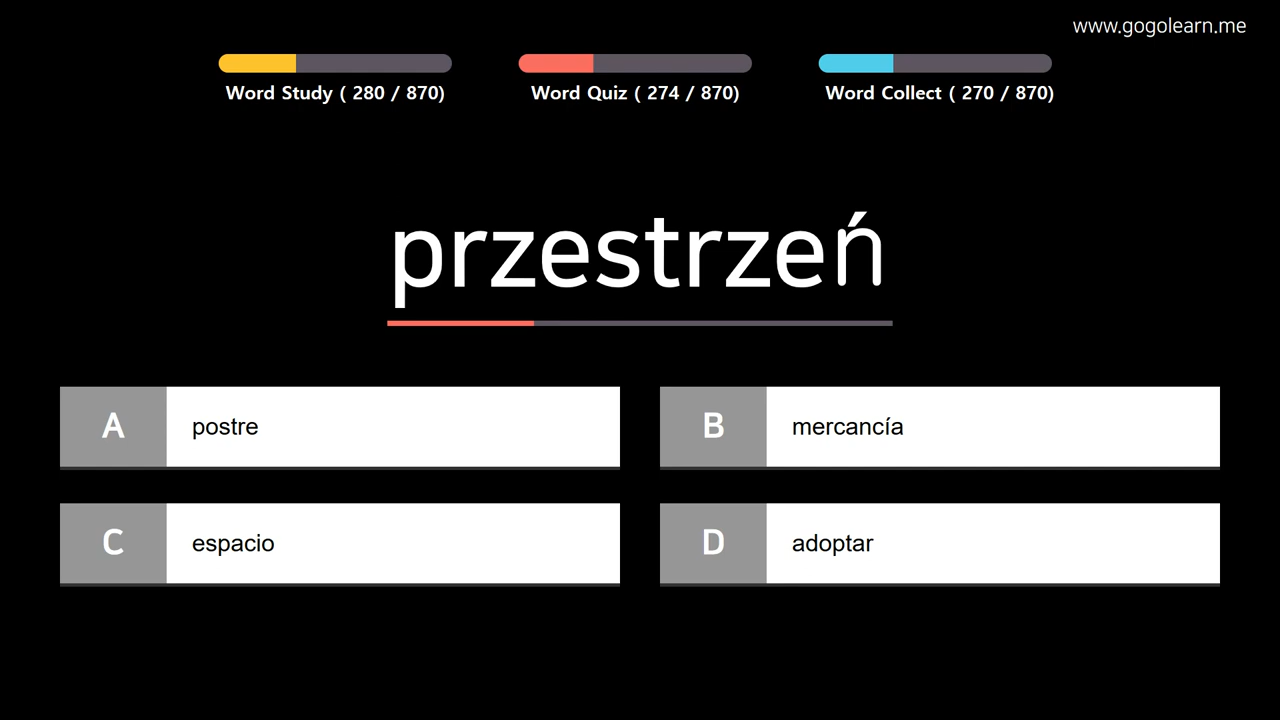 www.gogolearn.me
Word Study ( 280 / 870)
Word Quiz ( 274 / 870)
Word Collect ( 270 / 870)
przestrzeń
A
postre
B
mercancía
C
espacio
D
adoptar